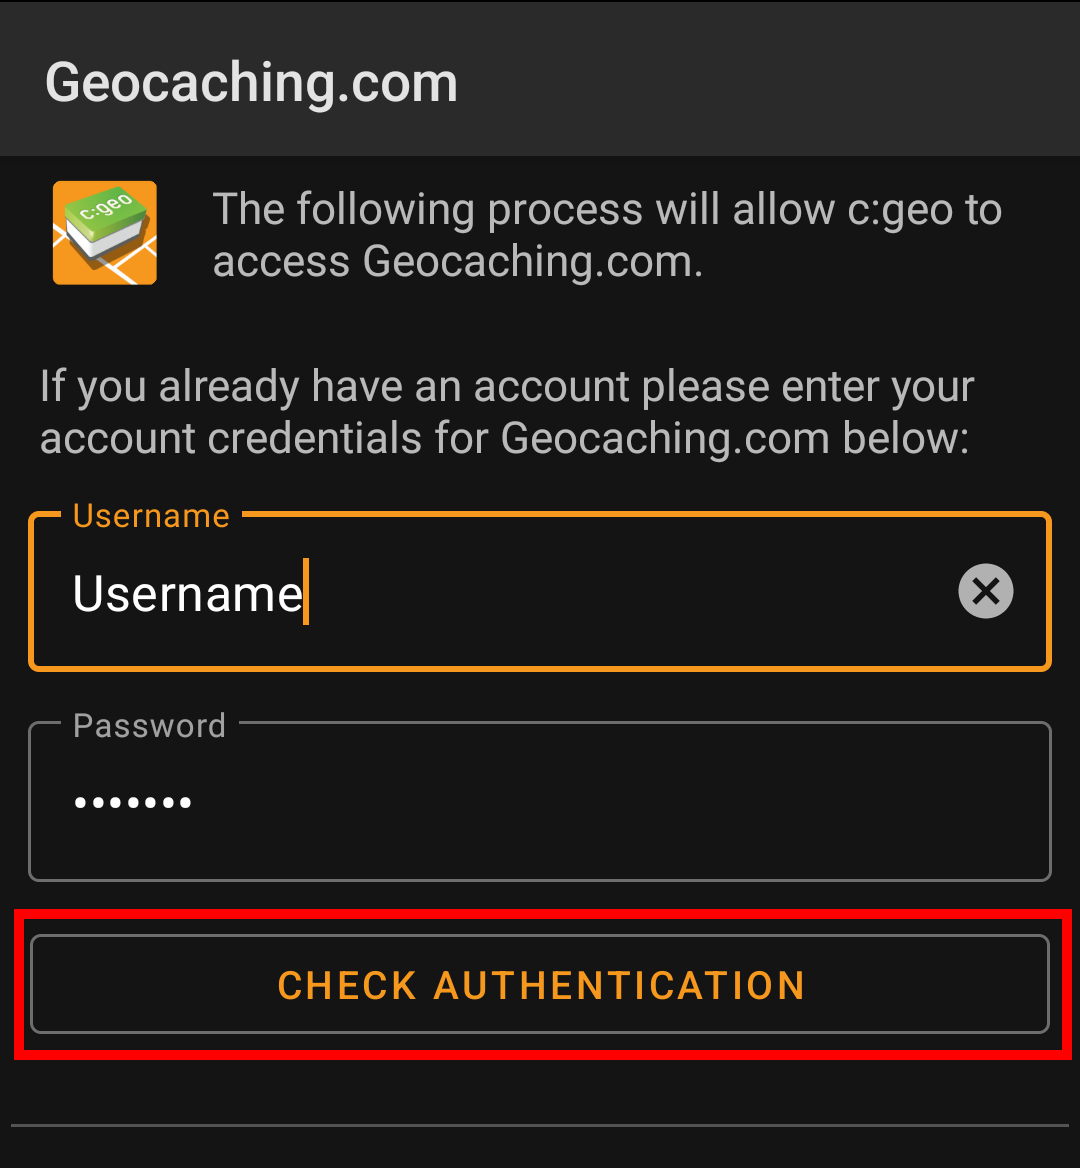 Geocaching.com
c:geo
The following process will allow c:geo to
access Geocaching.com.
If you already have an account please enter your
account credentials for Geocaching.com below:
Username
Username
Password
•••••••
CHECK AUTHENTICATION